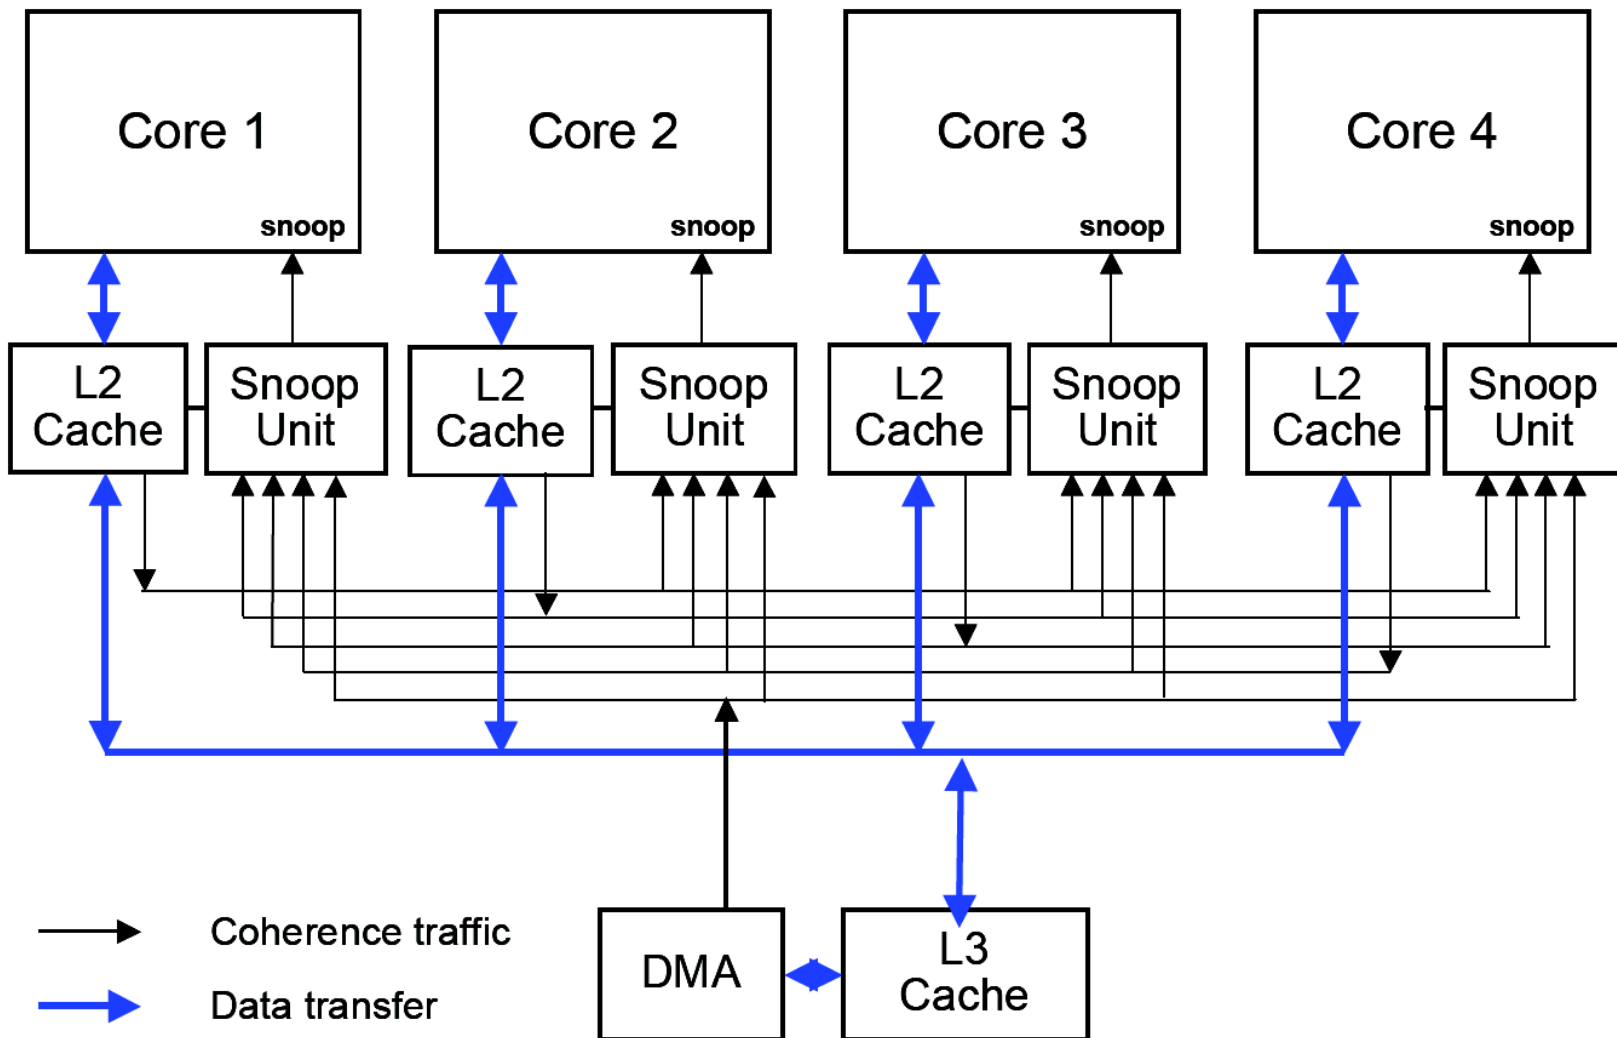 Core 1
Core 2
Core 3
Core 4
snoop
snoop
snoop
snoop
L2
Cache
Snoop
Unit
L2
Cache
Snoop
Unit
L2
Cache
Snoop
Unit
L2
Cache
Snoop
Unit
Coherence traffic
Data transfer
DMA
L3
Cache